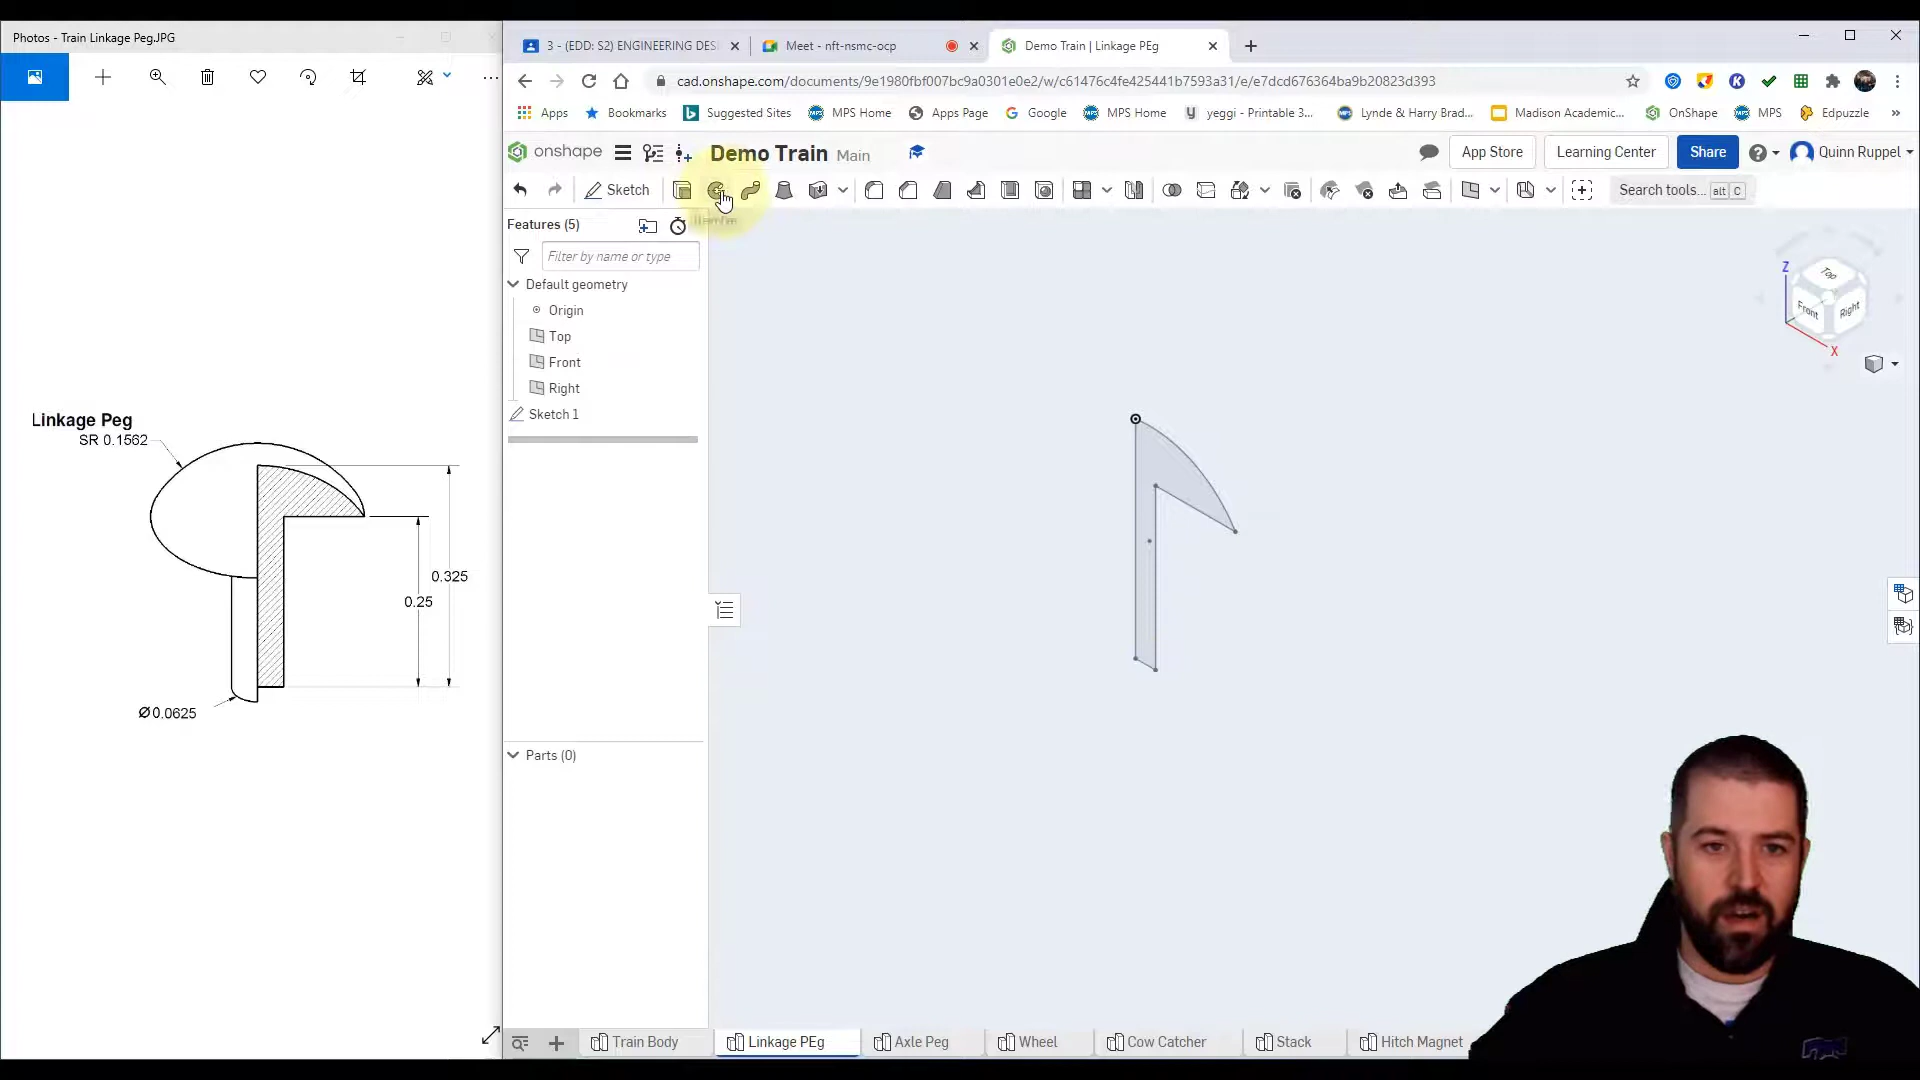 Photos - Train Linkage Peg.JPG
3 - (EDD: S2) ENGINEERING DES
Meet - nft-nsmc-ocp
Demo Train | Linkage PEg
cad.onshape.com/documents/9e1980fbf007bc9a0301e0e2/w/c61476c4fe425441b7593a31/e/e7dcd676364ba9b20823d393
Apps
Bookmarks
Suggested Sites
MPS Home
Apps Page
Google
MPS Home
yeggi - Printable 3...
Lynde & Harry Brad...
Madison Academic...
OnShape
MPS
Edpuzzle
»
onshape
Demo Train Main
App Store
Learning Center
Share
Quinn Ruppel
Sketch
Search tools... alt C
Features (5)
Filter by name or type
Default geometry
Origin
Top
Front
Right
Sketch 1
Parts (0)
Linkage Peg
SR 0.1562
0.325
0.25
Ø0.0625
Z
Top
Front
Right
X
Train Body
Linkage PEg
Axle Peg
Wheel
Cow Catcher
Stack
Hitch Magnet